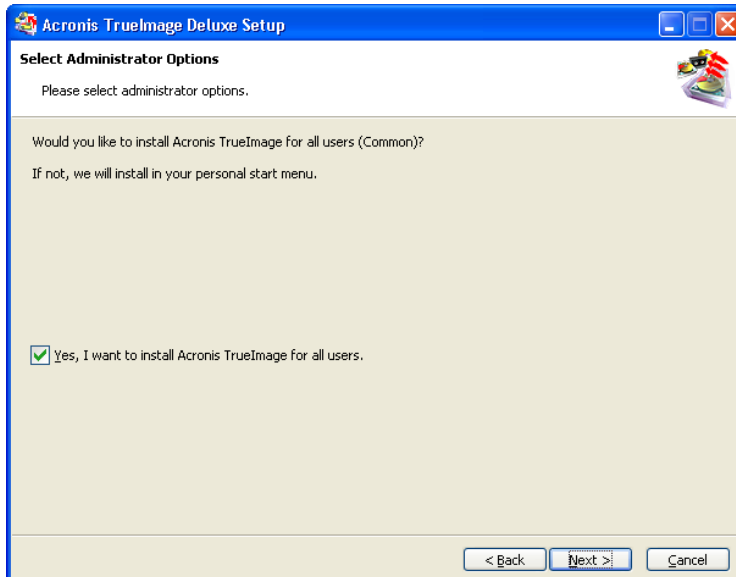 Acronis TrueImage Deluxe Setup
Select Administrator Options
Please select administrator options.
Would you like to install Acronis TrueImage for all users (Common)?
If not, we will install in your personal start menu.
Yes, I want to install Acronis TrueImage for all users.
< Back Next > Cancel